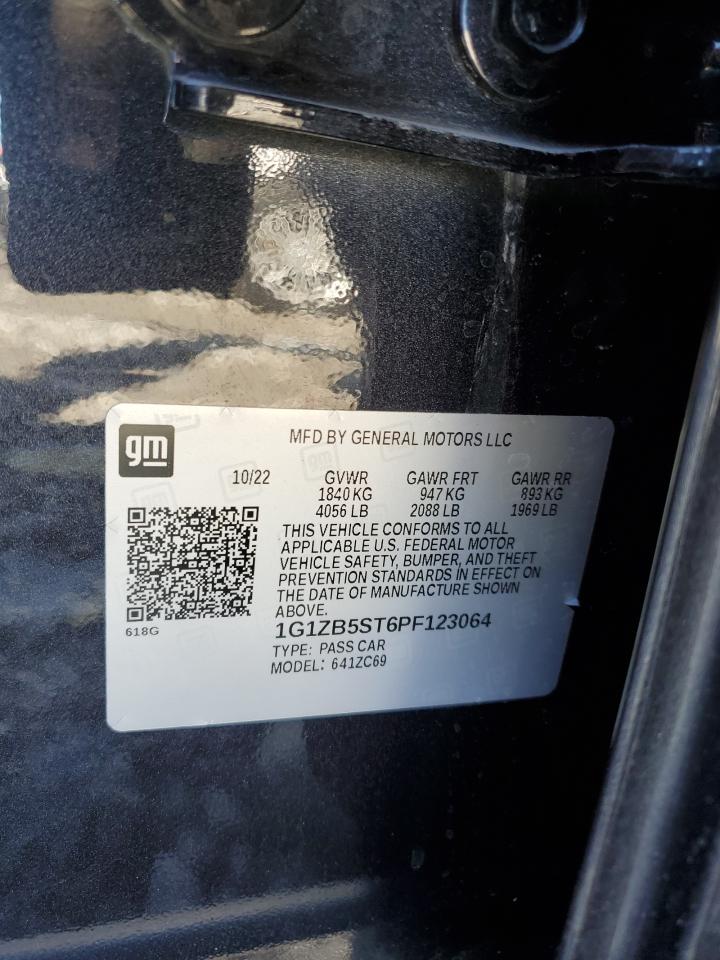 gm
MFD BY GENERAL MOTORS LLC
10/22 GVWR GAWR FRT GAWR RR
1840 KG 947 KG 893 KG
4056 LB 2088 LB 1969 LB
THIS VEHICLE CONFORMS TO ALL
APPLICABLE U.S. FEDERAL MOTOR
VEHICLE SAFETY, BUMPER, AND THEFT
PREVENTION STANDARDS IN EFFECT ON
THE DATE OF MANUFACTURE SHOWN
ABOVE.
618G
1G1ZB5ST6PF123064
TYPE: PASS CAR
MODEL: 641ZC69